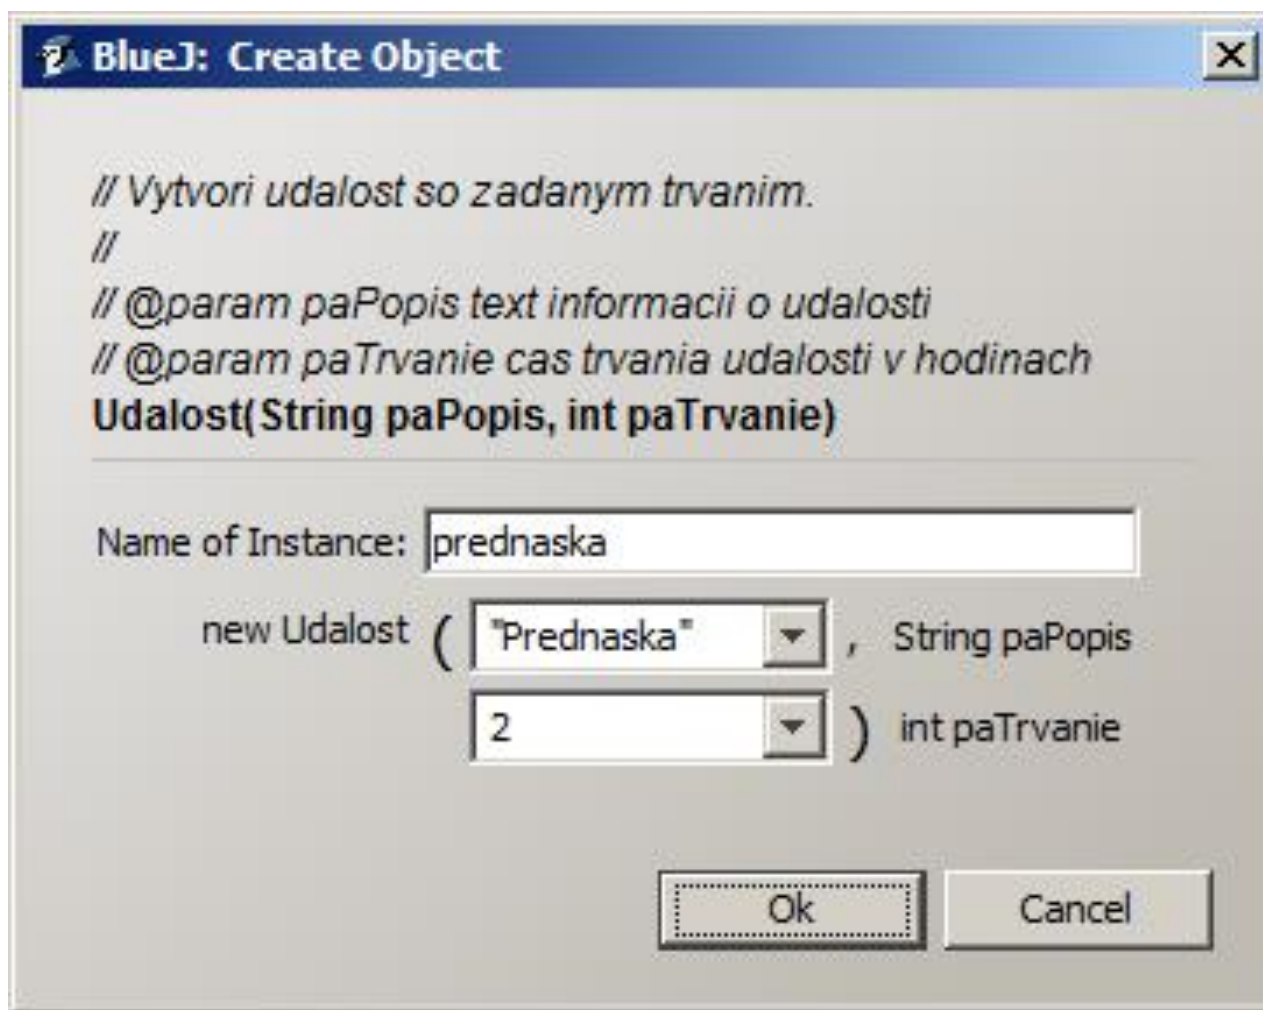 BlueJ: Create Object
// Vytvori udalost so zadanym trvanim.
//
// @param paPopis text informacii o udalosti
// @param paTrvanie cas trvania udalosti v hodinach
Udalost(String paPopis, int paTrvanie)
Name of Instance: prednaska
new Udalost ( "Prednaska" , String paPopis
2 ) int paTrvanie
Ok Cancel